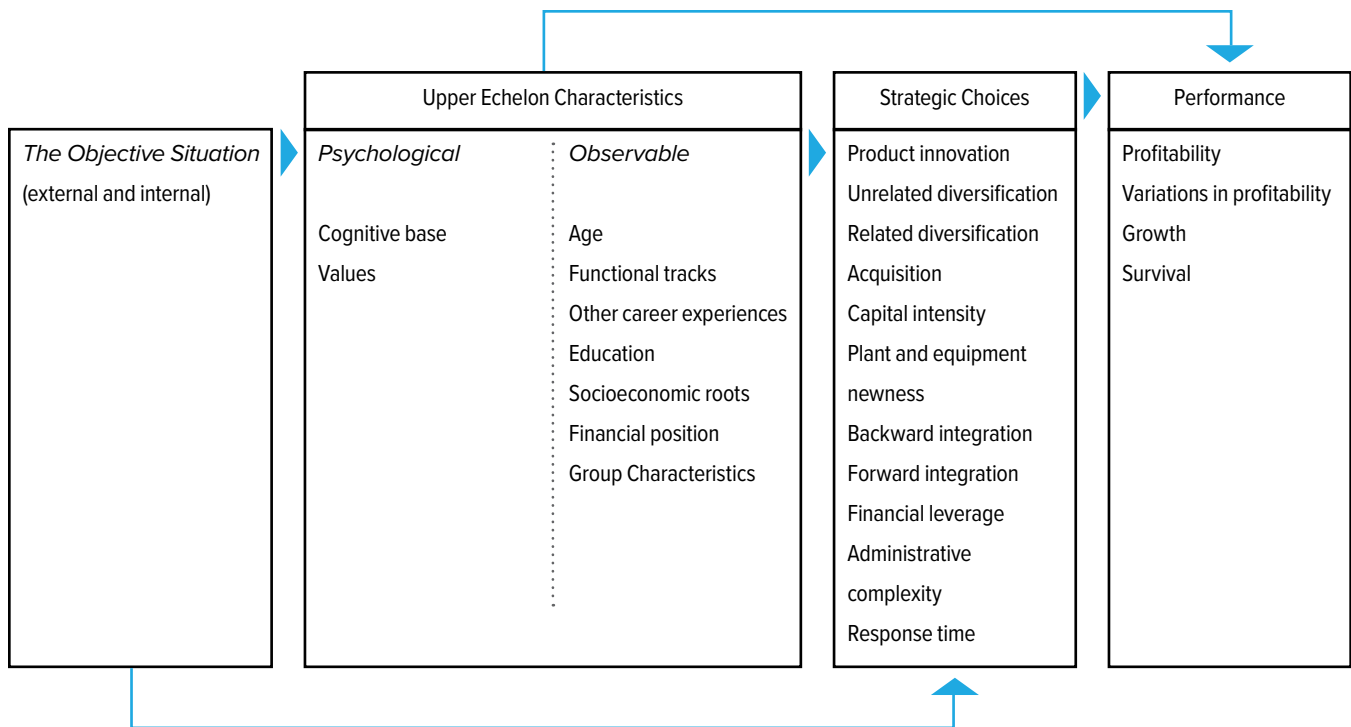 Upper Echelon Characteristics
Strategic Choices
Performance
The Objective Situation
(external and internal)
Psychological
Cognitive base
Values
Observable
Age
Functional tracks
Other career experiences
Education
Socioeconomic roots
Financial position
Group Characteristics
Product innovation
Unrelated diversification
Related diversification
Acquisition
Capital intensity
Plant and equipment
newness
Backward integration
Forward integration
Financial leverage
Administrative
complexity
Response time
Profitability
Variations in profitability
Growth
Survival